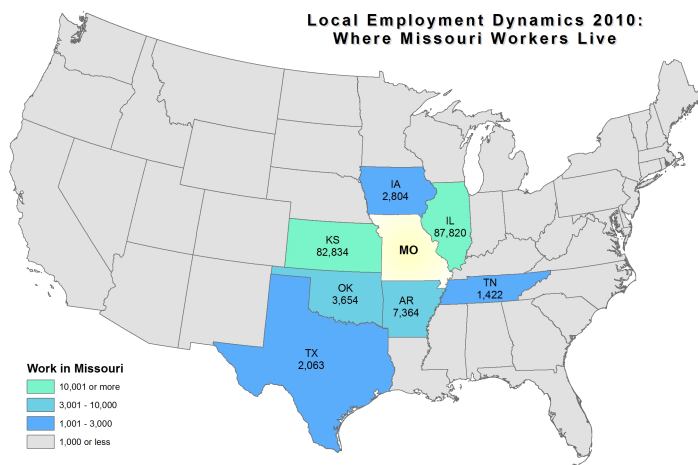 Local Employment Dynamics 2010:
Where Missouri Workers Live
IA
2,804
IL
87,820
KS
82,834
MO
OK
3,654
AR
7,364
TN
1,422
TX
2,063
Work in Missouri
10,001 or more
3,001 - 10,000
1,001 - 3,000
1,000 or less